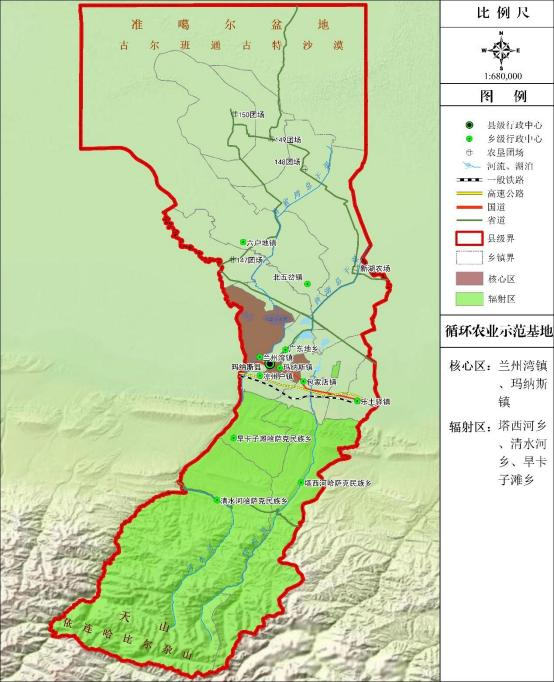 准噶尔盆地
古尔班通古特沙漠
150团场
149团场
148团场
六户地镇
147团场
新湖农场
北五岔镇
广东地乡
兰州湾镇
玛纳斯县
玛纳斯镇
凉州户镇
包家店镇
乐土驿镇
旱卡子滩哈萨克民族乡
塔西河哈萨克民族乡
清水河哈萨克民族乡
天山
依连哈比尔尕山
比例尺
N
W
E
S
1:680,000
图例
县级行政中心
乡级行政中心
农垦团场
河流、湖泊
一般铁路
高速公路
国道
省道
县级界
乡镇界
核心区
辐射区
循环农业示范基地
核心区：兰州湾镇
、玛纳斯
镇
辐射区：塔西河乡
、清水河
乡、旱卡
子滩乡